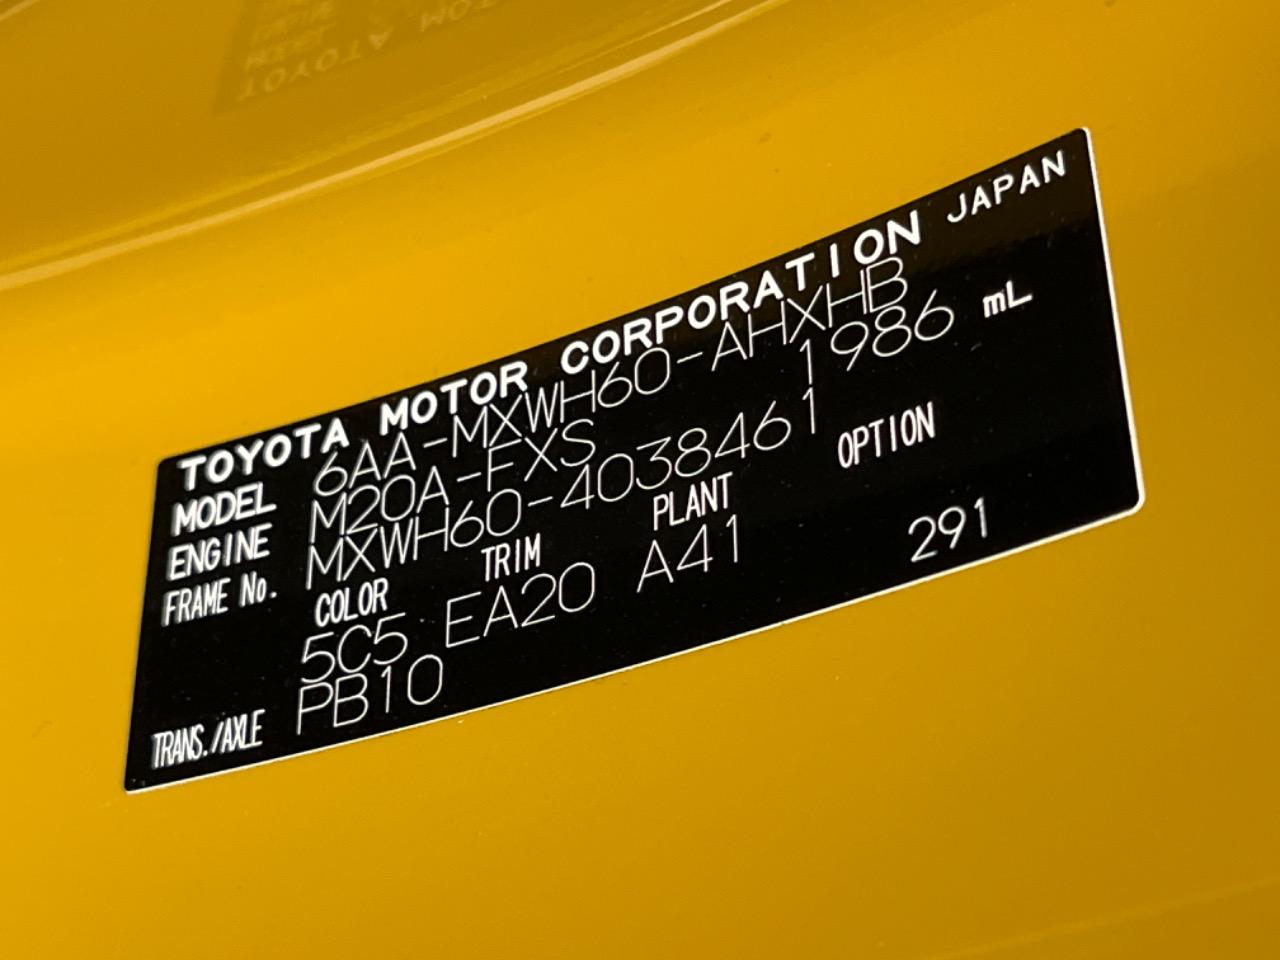 TOYOTA MOTOR CORPORATION JAPAN
MODEL 6AA-MXWH60-AHXHB
ENGINE M20A-FXS 1986 mL
FRAME No. MXWH60-4038461
COLOR TRIM PLANT OPTION
5C5 EA20 A41 291
TRANS./AXLE PB10